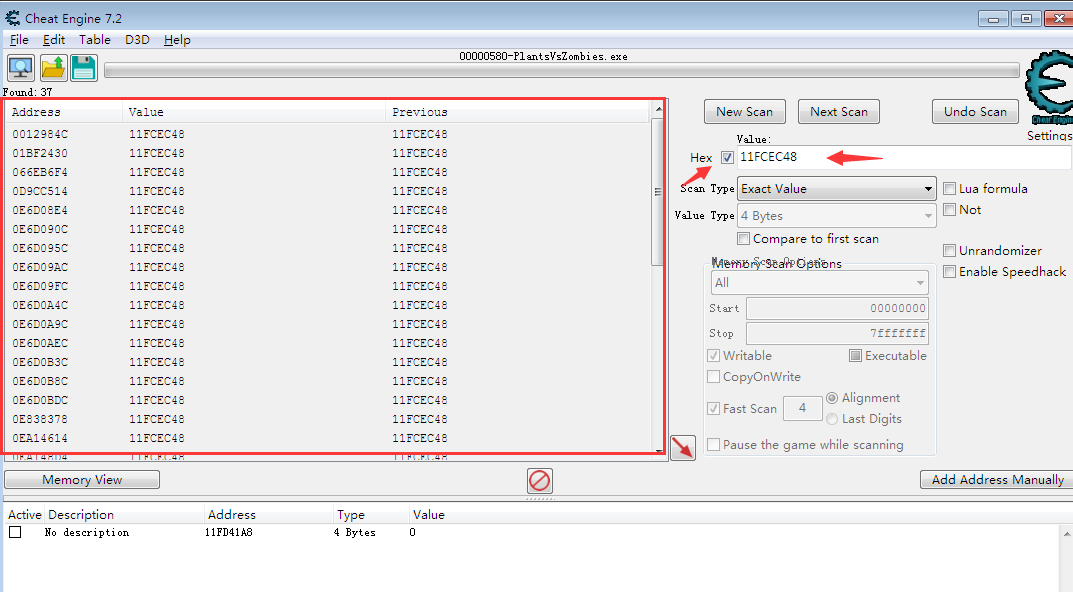 Cheat Engine 7.2
File Edit Table D3D Help
00000580-PlantsVsZombies.exe
Found: 37
Address Value Previous
0012984C 11FCEC48 11FCEC48
01BF2430 11FCEC48 11FCEC48
066EB6F4 11FCEC48 11FCEC48
0D9CC514 11FCEC48 11FCEC48
0E6D08E4 11FCEC48 11FCEC48
0E6D090C 11FCEC48 11FCEC48
0E6D095C 11FCEC48 11FCEC48
0E6D09AC 11FCEC48 11FCEC48
0E6D09FC 11FCEC48 11FCEC48
0E6D0A4C 11FCEC48 11FCEC48
0E6D0A9C 11FCEC48 11FCEC48
0E6D0AEC 11FCEC48 11FCEC48
0E6D0B3C 11FCEC48 11FCEC48
0E6D0B8C 11FCEC48 11FCEC48
0E6D0BDC 11FCEC48 11FCEC48
0E838378 11FCEC48 11FCEC48
0EA14614 11FCEC48 11FCEC48
0EA148D4 11FCEC48 11FCEC48
New Scan Next Scan Undo Scan
Cheat Engine
Settings
Value:
Hex 11FCEC48
Scan Type Exact Value
Lua formula
Not
Value Type 4 Bytes
Compare to first scan
Unrandomizer
Enable Speedhack
Memory Scan Options
All
Start 00000000
Stop 7fffffff
Writable Executable
CopyOnWrite
Fast Scan 4 Alignment
Last Digits
Pause the game while scanning
Memory View Add Address Manually
Active Description Address Type Value
No description 11FD41A8 4 Bytes 0